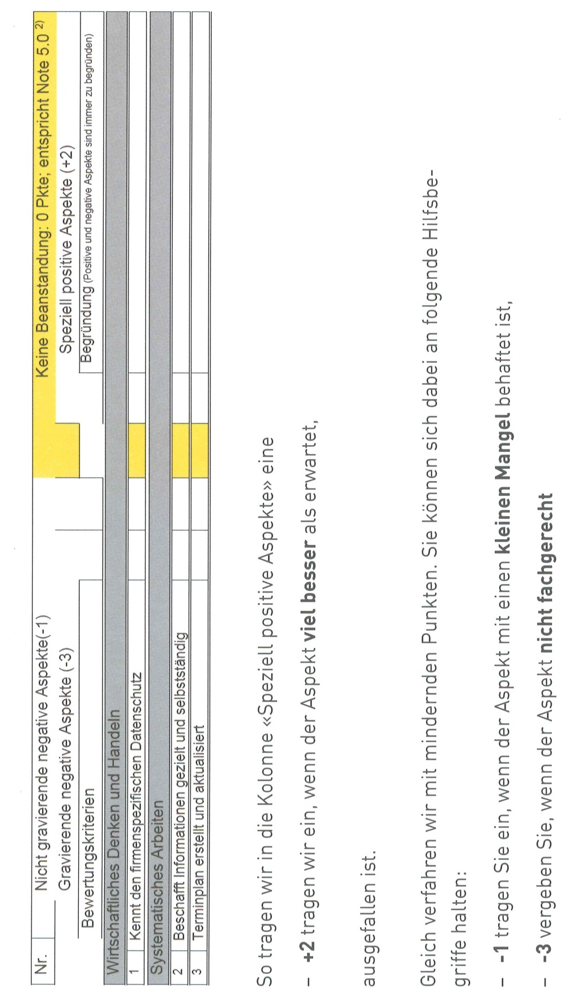 Nr.
Nicht gravierende negative Aspekte(-1)
Keine Beanstandung: 0 Pkte; entspricht Note 5.0 2)
Gravierende negative Aspekte (-3)
Speziell positive Aspekte (+2)
Bewertungskriterien
Begründung (Positive und negative Aspekte sind immer zu begründen)
Wirtschaftliches Denken und Handeln
1 Kennt den firmenspezifischen Datenschutz
Systematisches Arbeiten
2 Beschafft Informationen gezielt und selbstständig
3 Terminplan erstellt und aktualisiert
So tragen wir in die Kolonne «Speziell positive Aspekte» eine
– +2 tragen wir ein, wenn der Aspekt viel besser als erwartet,
ausgefallen ist.
Gleich verfahren wir mit mindernden Punkten. Sie können sich dabei an folgende Hilfsbe-
griffe halten:
– -1 tragen Sie ein, wenn der Aspekt mit einen kleinen Mangel behaftet ist,
– -3 vergeben Sie, wenn der Aspekt nicht fachgerecht